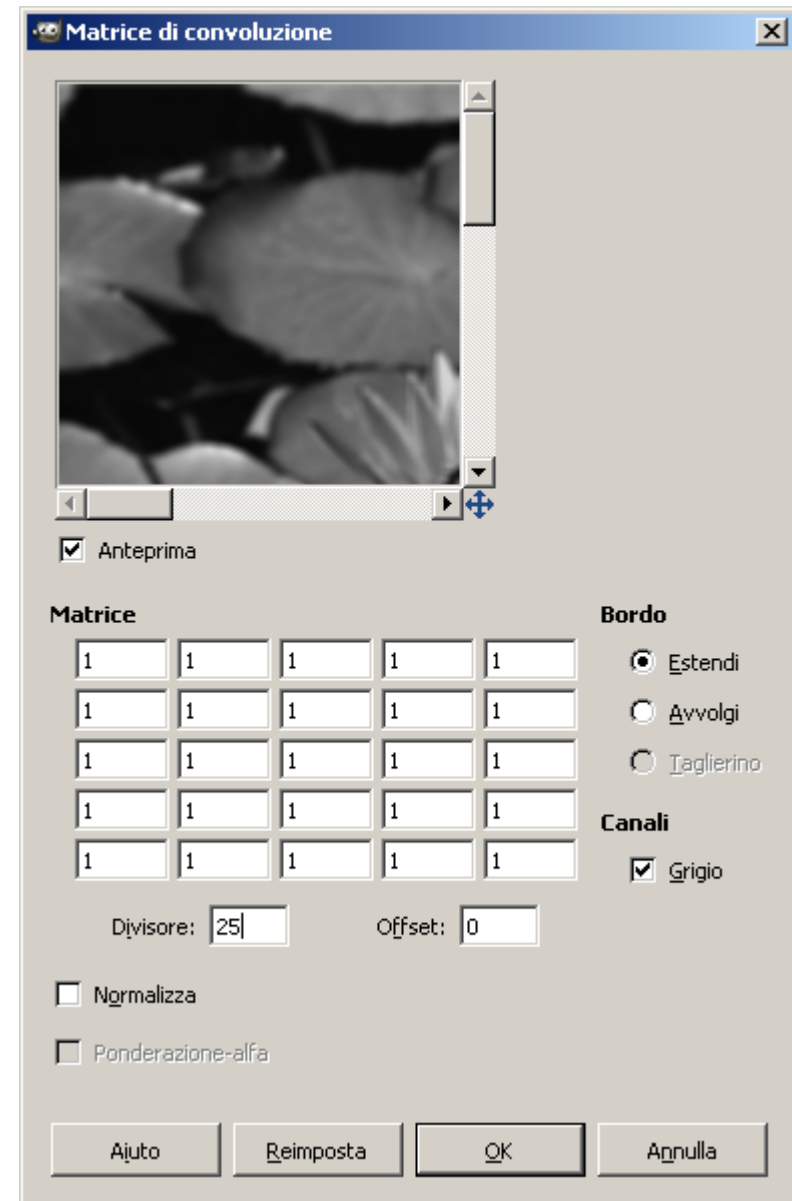 Matrice di convoluzione
Anteprima
Matrice
Bordo
1 1 1 1 1
Estendi
1 1 1 1 1
Avvolgi
1 1 1 1 1
Taglierino
1 1 1 1 1
Canali
1 1 1 1 1
Grigio
Divisore: 25 Offset: 0
Normalizza
Ponderazione-alfa
Aiuto Reimposta OK Annulla